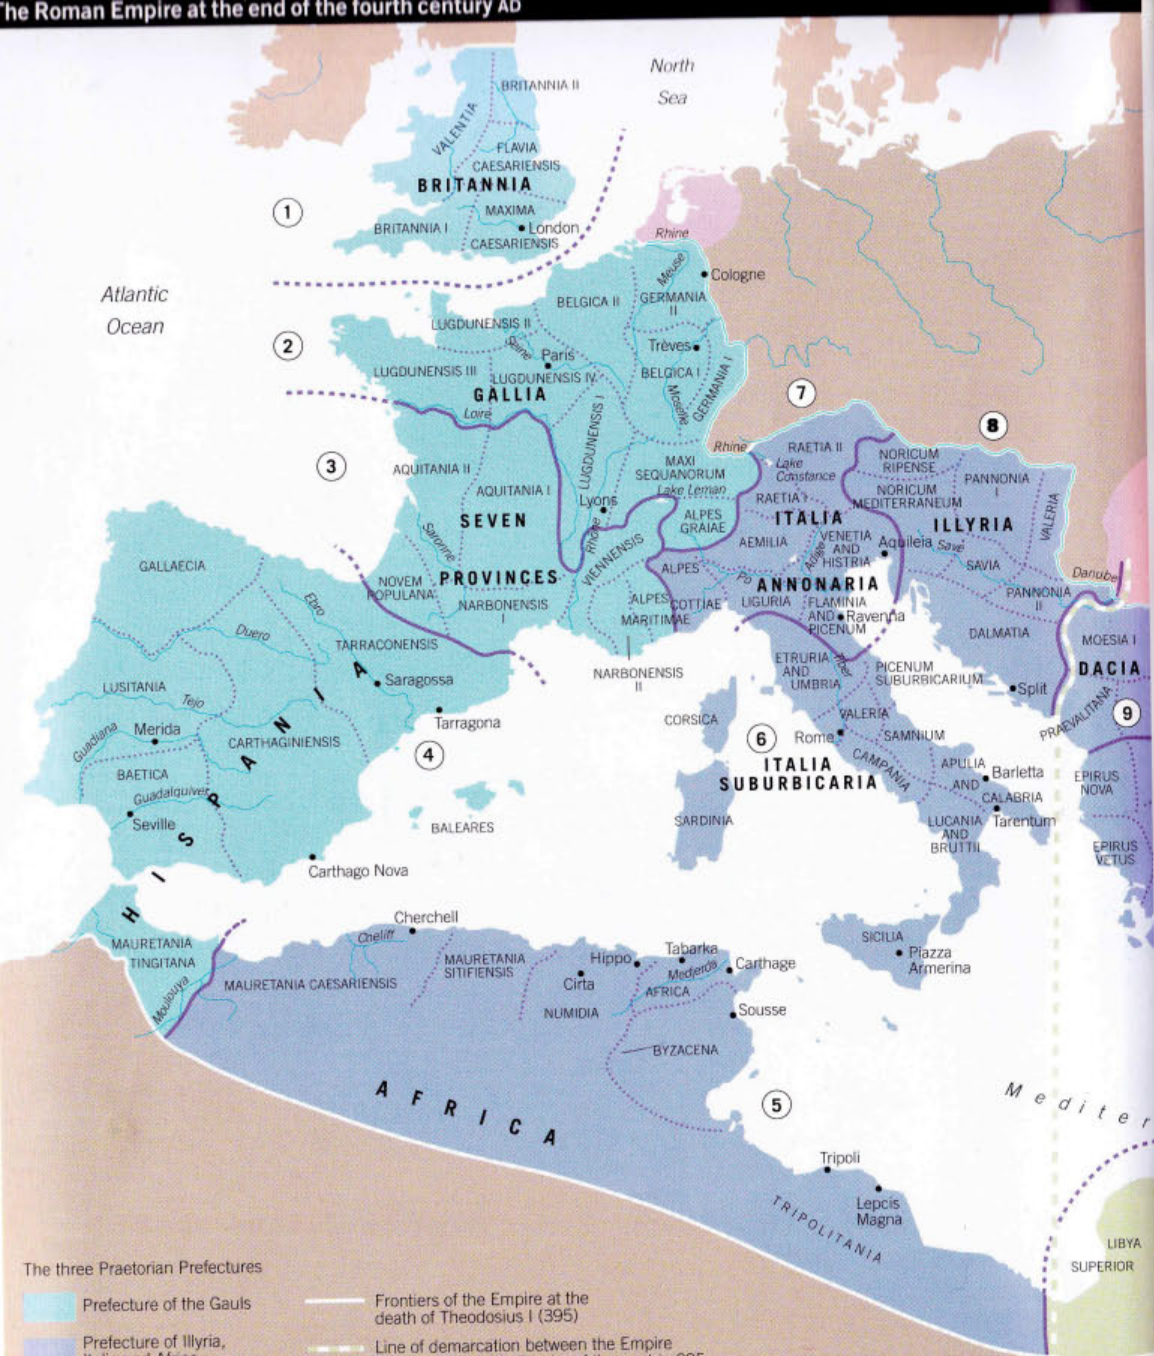 The Roman Empire at the end of the fourth century AD
North
Sea
BRITANNIA II
VALENTIA
FLAVIA
CAESARIENSIS
BRITANNIA
1
MAXIMA
BRITANNIA I
London
CAESARIENSIS
Rhine
Atlantic
Ocean
Meuse
Cologne
BELGICA II
GERMANIA
II
LUGDUNENSIS II
2
Seine
Paris
Trèves
LUGDUNENSIS III
LUGDUNENSIS IV
BELGICA I
GERMANIA I
Moselle
GALLIA
Loire
7
8
LUGDUNENSIS I
Rhine
RAETIA II
NORICUM
RIPENSE
3
AQUITANIA II
MAXI
SEQUANORUM
Lake
Constance
PANNONIA
I
AQUITANIA I
Lake Leman
RAETIA I
NORICUM
MEDITERRANEUM
VALERIA
Lyons
SEVEN
ALPES
GRAIAE
ITALIA
ILLYRIA
Garonne
Rhône
VIENNENSIS
AEMILIA
Adige
VENETIA
AND
HISTRIA
Aquileia
Save
GALLAECIA
ALPES
SAVIA
Danube
NOVEM
POPULANA
PROVINCES
Po
ANNONARIA
PANNONIA
II
Ebro
NARBONENSIS
I
ALPES
MARITIMAE
COTTIAE
LIGURIA
FLAMINIA
AND
PICENUM
Ravenna
Duero
TARRACONENSIS
DALMATIA
MOESIA I
NARBONENSIS
II
ETRURIA
AND
UMBRIA
Tiber
PICENUM
SUBURBICARIUM
DACIA
LUSITANIA
Tejo
Saragossa
Split
Tarragona
CORSICA
VALERIA
PRAEVALITANA
9
Guadiana
Merida
CARTHAGINIENSIS
4
6
Rome
SAMNIUM
BAETICA
ITALIA
SUBURBICARIA
CAMPANIA
APULIA
AND
CALABRIA
Barletta
EPIRUS
NOVA
Guadalquiver
Seville
BALEARES
SARDINIA
LUCANIA
AND
BRUTTII
Tarentum
EPIRUS
VETUS
HISPANIA
Carthago Nova
Cherchell
MAURETANIA
TINGITANA
Cheliff
SICILIA
Piazza
Armerina
MAURETANIA
SITIFIENSIS
Hippo
Tabarka
Carthage
Moulouya
MAURETANIA CAESARIENSIS
Cirta
Medjerda
AFRICA
NUMIDIA
Sousse
BYZACENA
AFRICA
5
Mediter
Tripoli
Lepcis
Magna
TRIPOLITANIA
LIBYA
SUPERIOR
The three Praetorian Prefectures
Prefecture of the Gauls
Frontiers of the Empire at the
death of Theodosius I (395)
Prefecture of Illyria,
Line of demarcation between the Empire